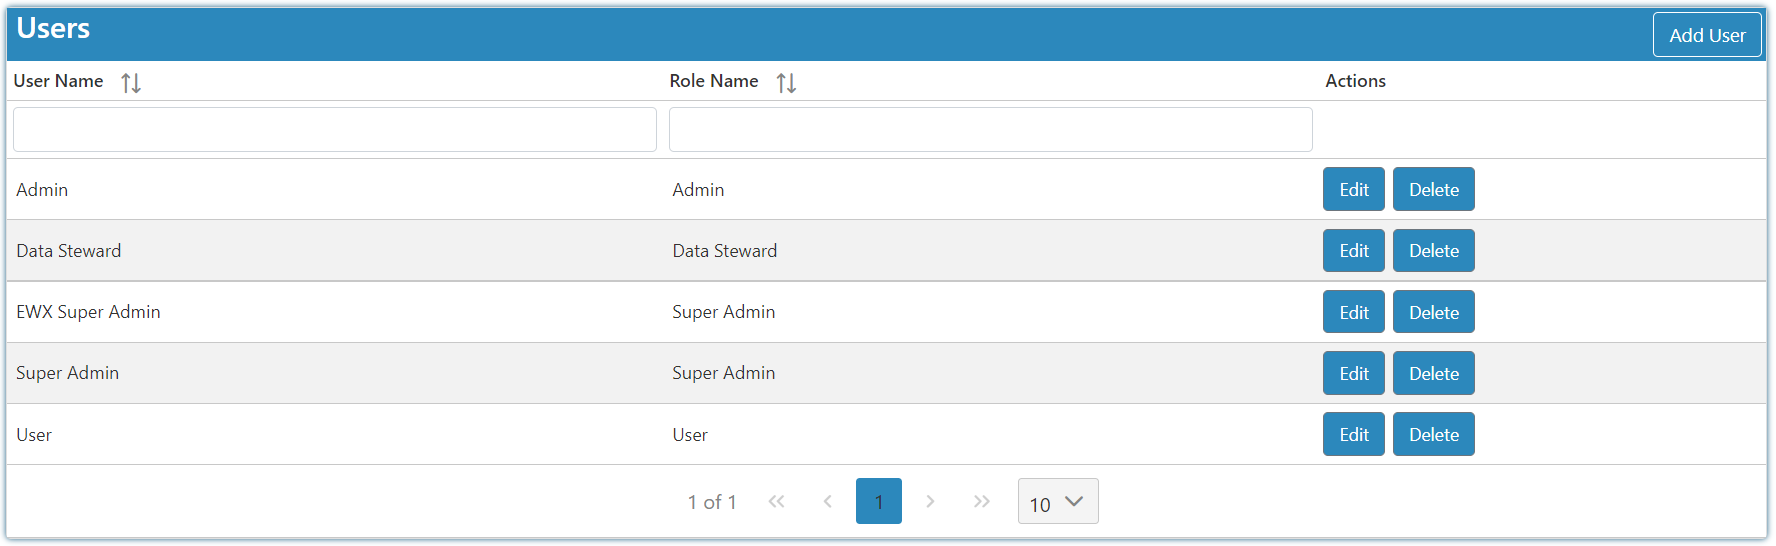 Users
Add User
User Name Role Name Actions
Admin Admin Edit Delete
Data Steward Data Steward Edit Delete
EWX Super Admin Super Admin Edit Delete
Super Admin Super Admin Edit Delete
User User Edit Delete
1 of 1 « ‹ 1 › » 10